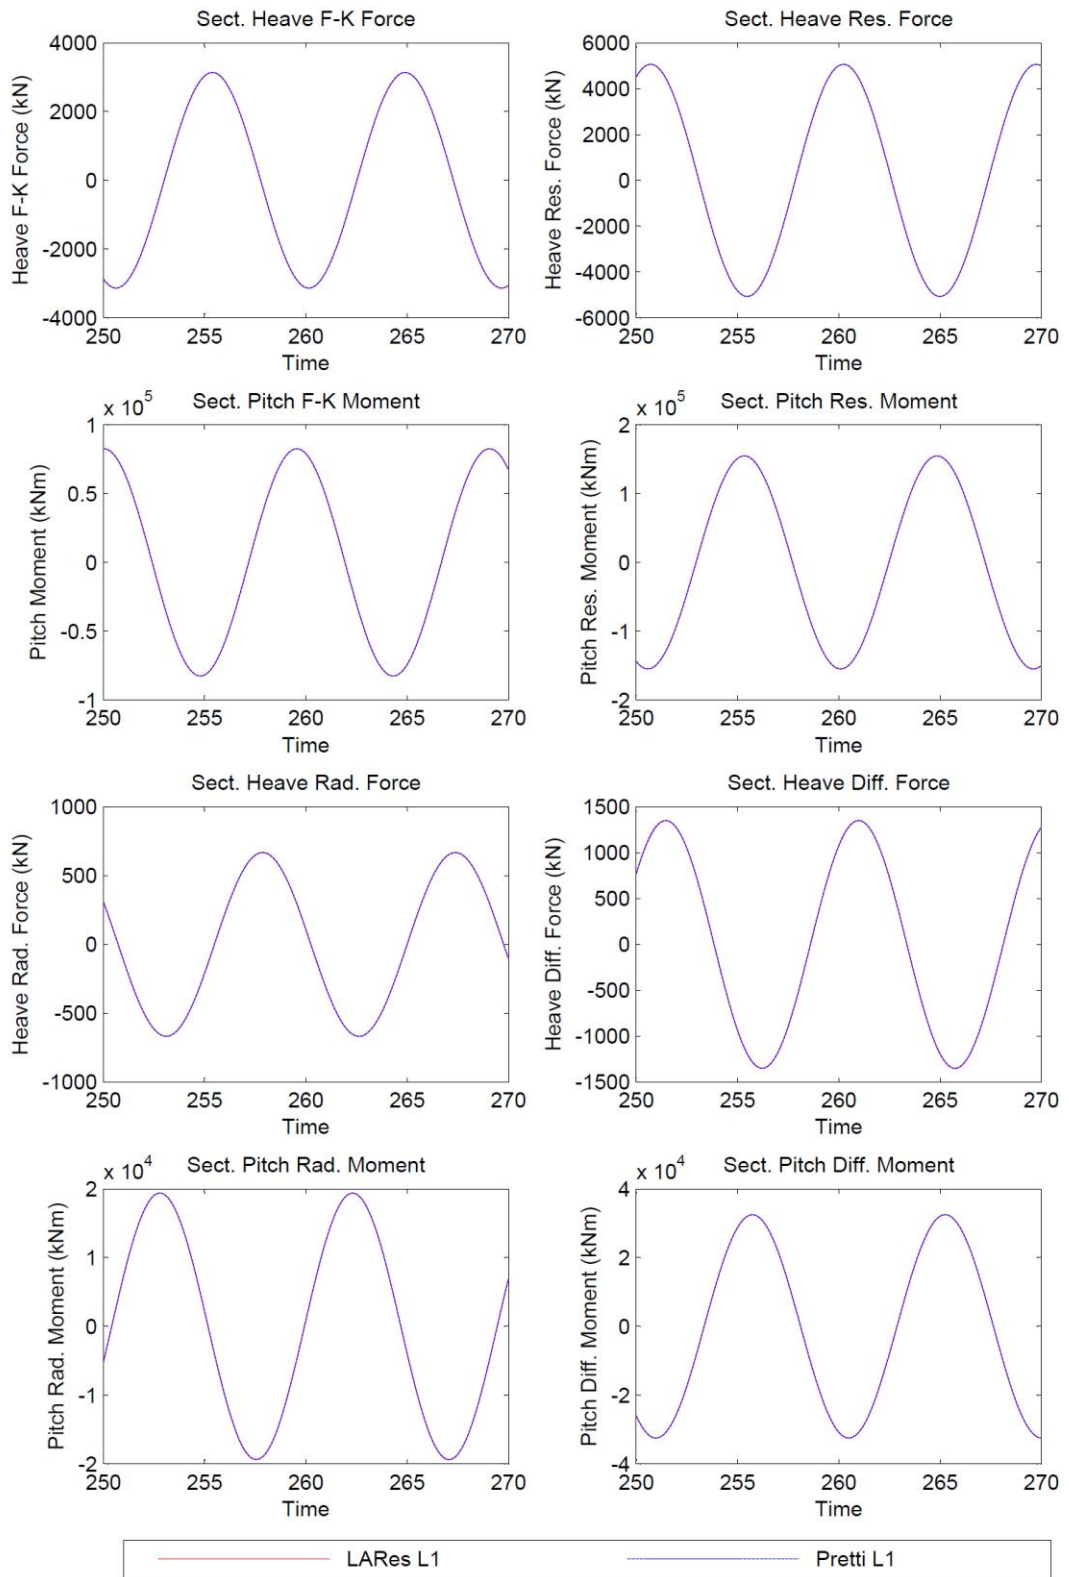 Sect. Heave F-K Force
Heave F-K Force (kN)
4000
2000
0
-2000
-4000
250 255 260 265 270
Time
Sect. Heave Res. Force
Heave Res. Force (kN)
6000
4000
2000
0
-2000
-4000
-6000
250 255 260 265 270
Time
Sect. Pitch F-K Moment
x 10^5
Pitch Moment (kNm)
1
0.5
0
-0.5
-1
250 255 260 265 270
Time
Sect. Pitch Res. Moment
x 10^5
Pitch Res. Moment (kNm)
2
1
0
-1
-2
250 255 260 265 270
Time
Sect. Heave Rad. Force
Heave Rad. Force (kN)
1000
500
0
-500
-1000
250 255 260 265 270
Time
Sect. Heave Diff. Force
Heave Diff. Force (kN)
1500
1000
500
0
-500
-1000
-1500
250 255 260 265 270
Time
Sect. Pitch Rad. Moment
x 10^4
Pitch Rad. Moment (kNm)
2
1
0
-1
-2
250 255 260 265 270
Time
Sect. Pitch Diff. Moment
x 10^4
Pitch Diff. Moment (kNm)
4
2
0
-2
-4
250 255 260 265 270
Time
LARes L1 Pretti L1